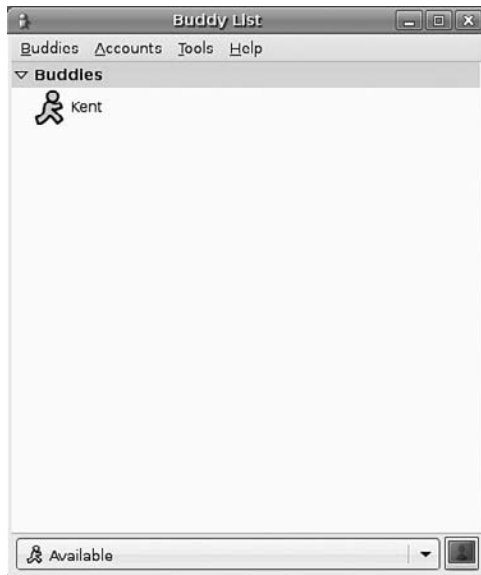 Buddy List
Buddies Accounts Tools Help
Buddies
Kent
Available